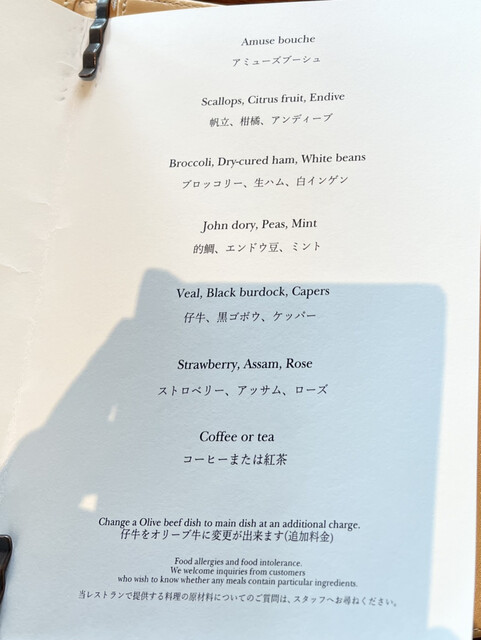 Amuse bouche
アミューズブーシュ
Scallops, Citrus fruit, Endive
帆立、柑橘、アンディーブ
Broccoli, Dry-cured ham, White beans
ブロッコリー、生ハム、白インゲン
John dory, Peas, Mint
的鯛、エンドウ豆、ミント
Veal, Black burdock, Capers
仔牛、黒ゴボウ、ケッパー
Strawberry, Assam, Rose
ストロベリー、アッサム、ローズ
Coffee or tea
コーヒーまたは紅茶
Change a Olive beef dish to main dish at an additional charge.
仔牛をオリーブ牛に変更が出来ます(追加料金)
Food allergies and food intolerance.
We welcome inquiries from customers
who wish to know whether any meals contain particular ingredients.
当レストランで提供する料理の原材料についてのご質問は、スタッフへお尋ねください。